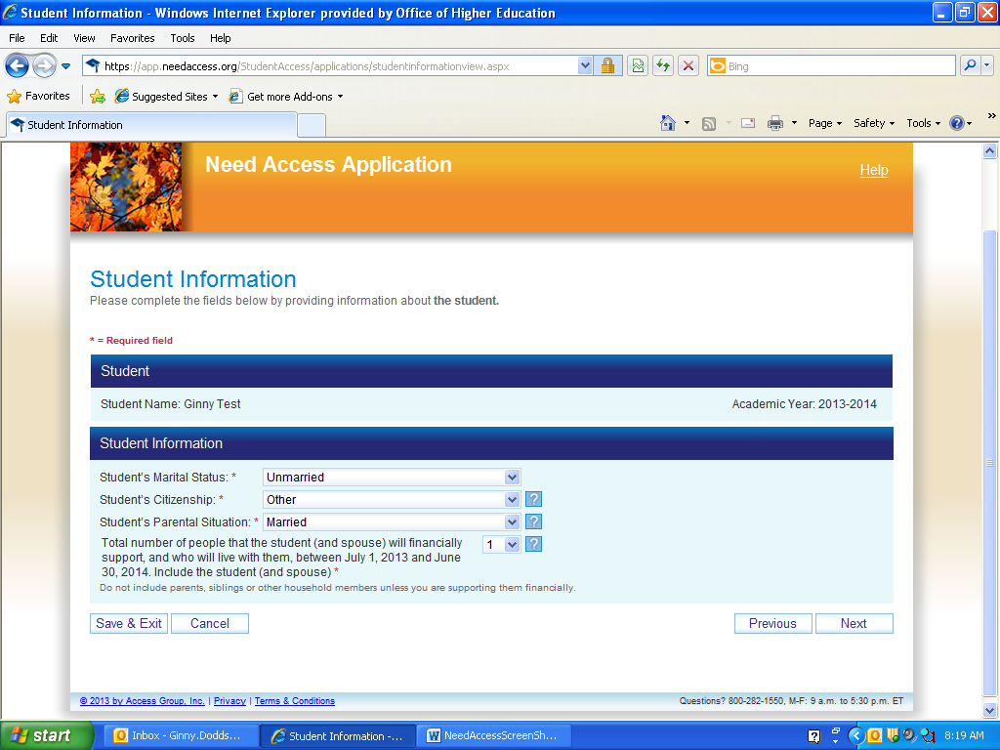 Student Information - Windows Internet Explorer provided by Office of Higher Education
File Edit View Favorites Tools Help
https://app.needaccess.org/StudentAccess/applications/studentinformationview.aspx Bing
Favorites Suggested Sites Get more Add-ons
Student Information Page Safety Tools »
Need Access Application
Help
Student Information
Please complete the fields below by providing information about the student.
* = Required field
Student
Student Name: Ginny Test Academic Year: 2013-2014
Student Information
Student's Marital Status: * Unmarried
Student's Citizenship: * Other ?
Student's Parental Situation: * Married ?
Total number of people that the student (and spouse) will financially 1 ?
support, and who will live with them, between July 1, 2013 and June
30, 2014. Include the student (and spouse) *
Do not include parents, siblings or other household members unless you are supporting them financially.
Save & Exit Cancel Previous Next
© 2013 by Access Group, Inc. | Privacy | Terms & Conditions Questions? 800-282-1550, M-F: 9 a.m. to 5:30 p.m. ET
start Inbox - Ginny.Dodds... Student Information -... NeedAccessScreenSh... 8:19 AM